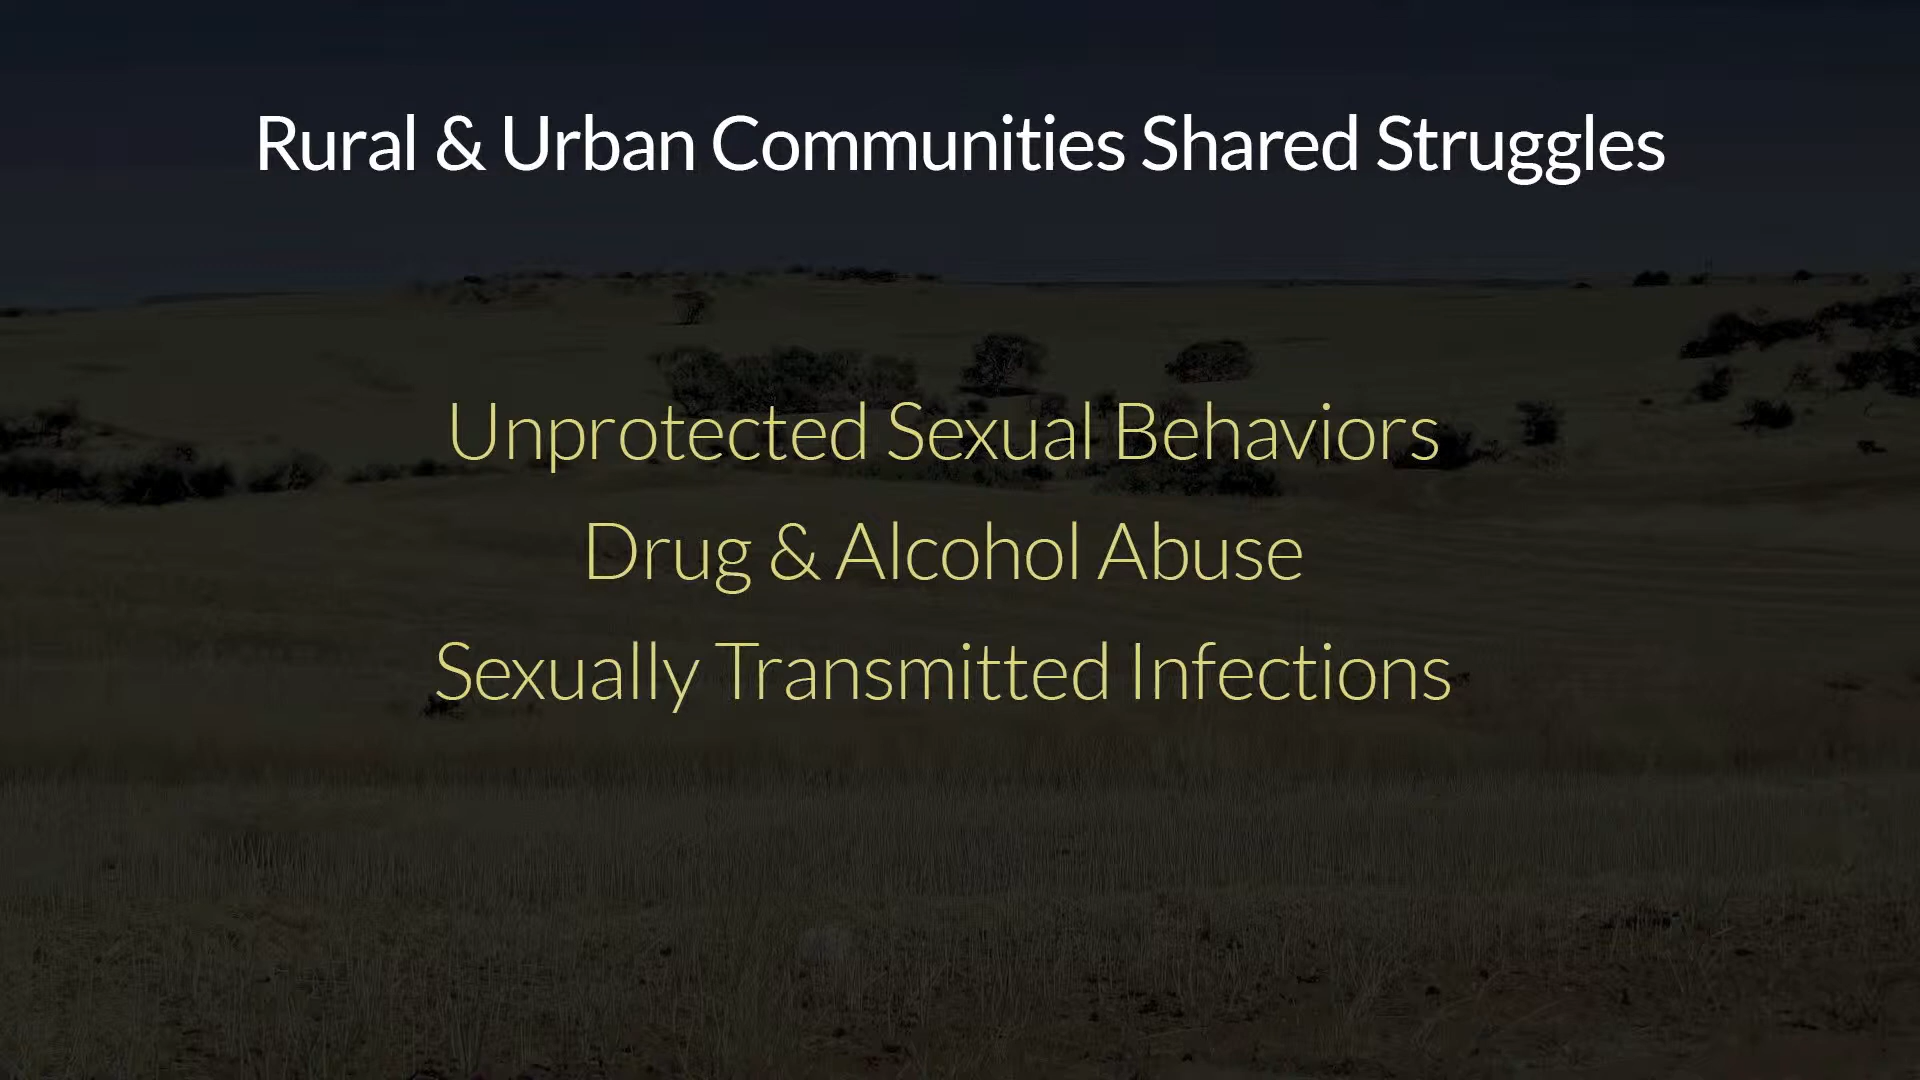 Rural & Urban Communities Shared Struggles
Unprotected Sexual Behaviors
Drug & Alcohol Abuse
Sexually Transmitted Infections